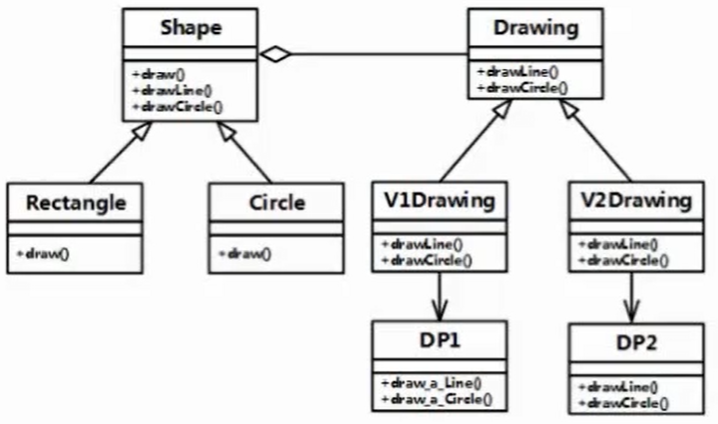 Shape
+draw()
+drawLine()
+drawCircle()
Drawing
+drawLine()
+drawCircle()
Rectangle
+draw()
Circle
+draw()
V1Drawing
+drawLine()
+drawCircle()
V2Drawing
+drawLine()
+drawCircle()
DP1
+draw_a_Line()
+draw_a_Circle()
DP2
+drawLine()
+drawCircle()